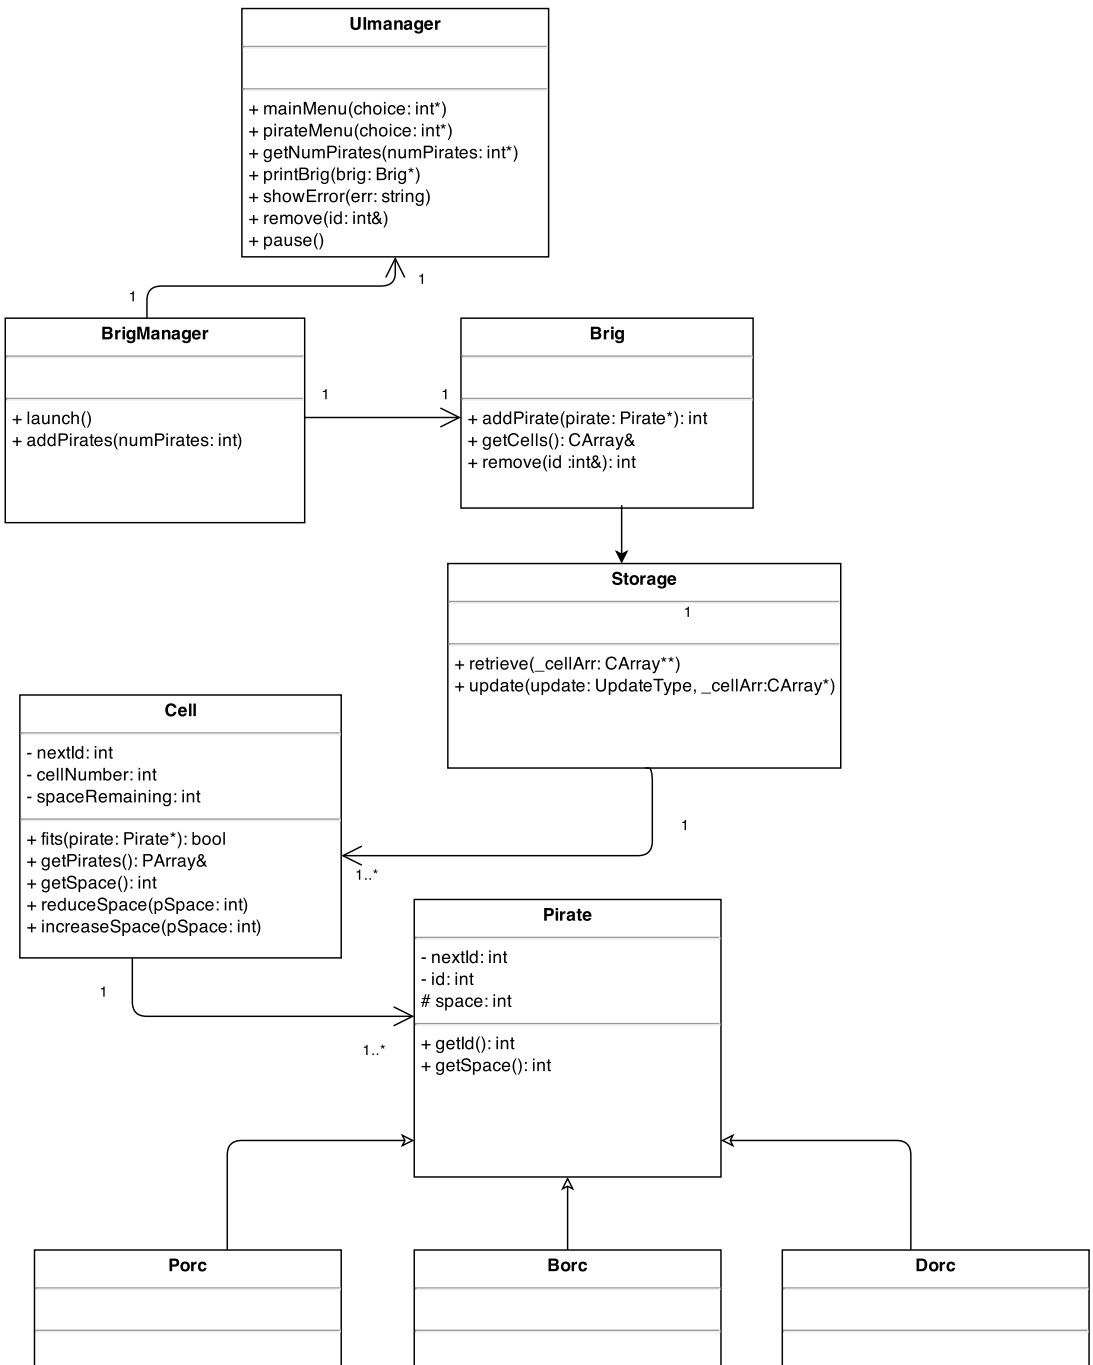 UImanager
+ mainMenu(choice: int*)
+ pirateMenu(choice: int*)
+ getNumPirates(numPirates: int*)
+ printBrig(brig: Brig*)
+ showError(err: string)
+ remove(id: int&)
+ pause()
1
1
BrigManager
+ launch()
+ addPirates(numPirates: int)
1
1
Brig
+ addPirate(pirate: Pirate*): int
+ getCells(): CArray&
+ remove(id :int&): int
Storage
1
+ retrieve(_cellArr: CArray**)
+ update(update: UpdateType, _cellArr:CArray*)
Cell
- nextId: int
- cellNumber: int
- spaceRemaining: int
+ fits(pirate: Pirate*): bool
+ getPirates(): PArray&
+ getSpace(): int
+ reduceSpace(pSpace: int)
+ increaseSpace(pSpace: int)
1
1..*
Pirate
- nextId: int
- id: int
# space: int
+ getId(): int
+ getSpace(): int
1
1..*
Porc
Borc
Dorc